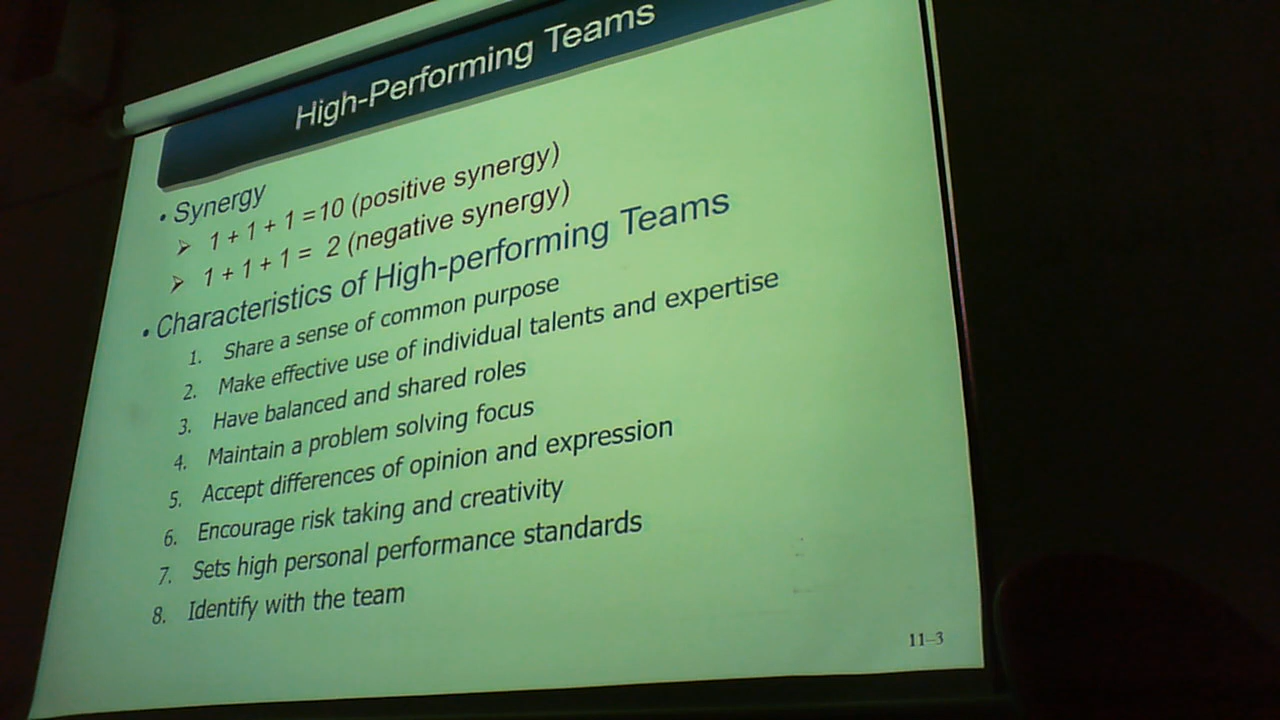 High-Performing Teams
• Synergy
➢ 1 + 1 + 1 =10 (positive synergy)
➢ 1 + 1 + 1 = 2 (negative synergy)
• Characteristics of High-performing Teams
1. Share a sense of common purpose
2. Make effective use of individual talents and expertise
3. Have balanced and shared roles
4. Maintain a problem solving focus
5. Accept differences of opinion and expression
6. Encourage risk taking and creativity
7. Sets high personal performance standards
8. Identify with the team
11–3